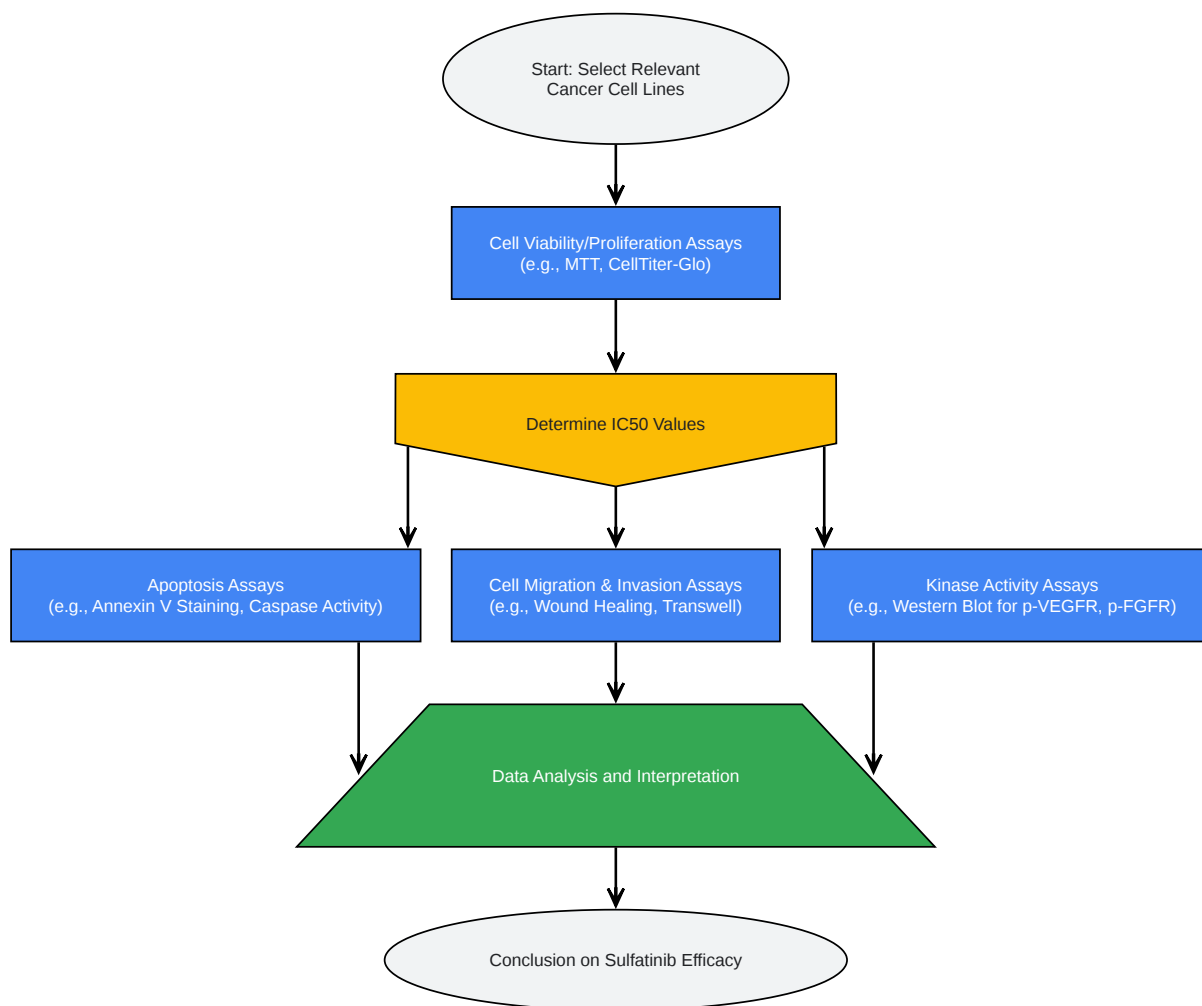 Start: Select Relevant
Cancer Cell Lines
Cell Viability/Proliferation Assays
(e.g., MTT, CellTiter-Glo)
Determine IC50 Values
Apoptosis Assays
(e.g., Annexin V Staining, Caspase Activity)
Cell Migration & Invasion Assays
(e.g., Wound Healing, Transwell)
Kinase Activity Assays
(e.g., Western Blot for p-VEGFR, p-FGFR)
Data Analysis and Interpretation
Conclusion on Sulfatinib Efficacy